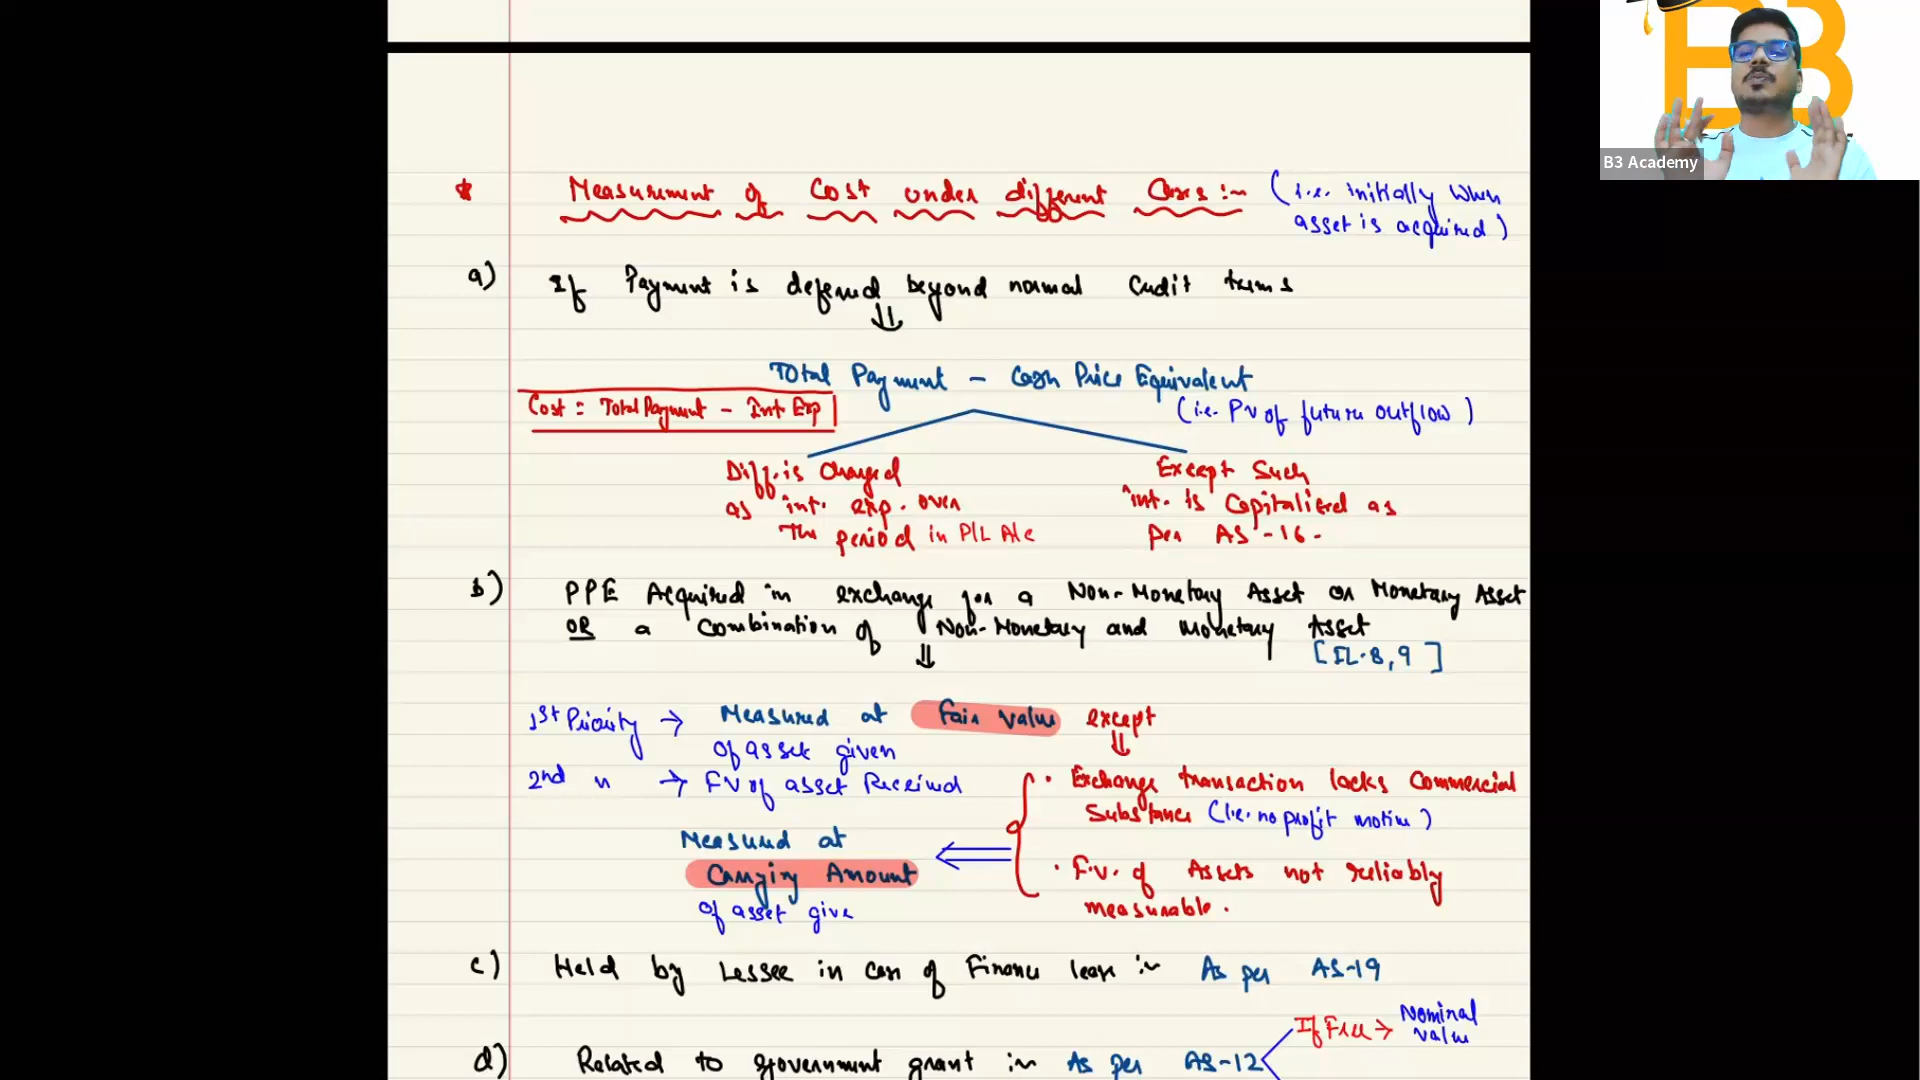 B3
B3 Academy
* Measurement of Cost under different Cases :~ (i.e. initially when
asset is acquired)
a) If Payment is deferred beyond normal Credit terms
⇓
Total Payment - Cash Price Equivalent
Cost = Total Payment - Int. Exp
(i.e. PV of future outflow)
Diff. is Charged
as int. exp. over
the period in P/L A/c
Except Such
int. is Capitalised as
per AS-16.
b) PPE Acquired in exchange for a Non-Monetary Asset or Monetary Asset
OR a Combination of Non-Monetary and Monetary Asset
⇓
[IL.8,9]
1st Priority → Measured at Fair Value except
of asset given
⇓
2nd " → FV of asset Received
• Exchange transaction lacks Commercial
Substance (i.e. no profit motive)
Measured at
Carrying Amount
of asset give
• F.V. of Assets not reliably
measurable.
c) Held by Lessee in case of Finance lease :~ As per AS-19
d) Related to government grant :~ As per AS-12
If Free → Nominal
value